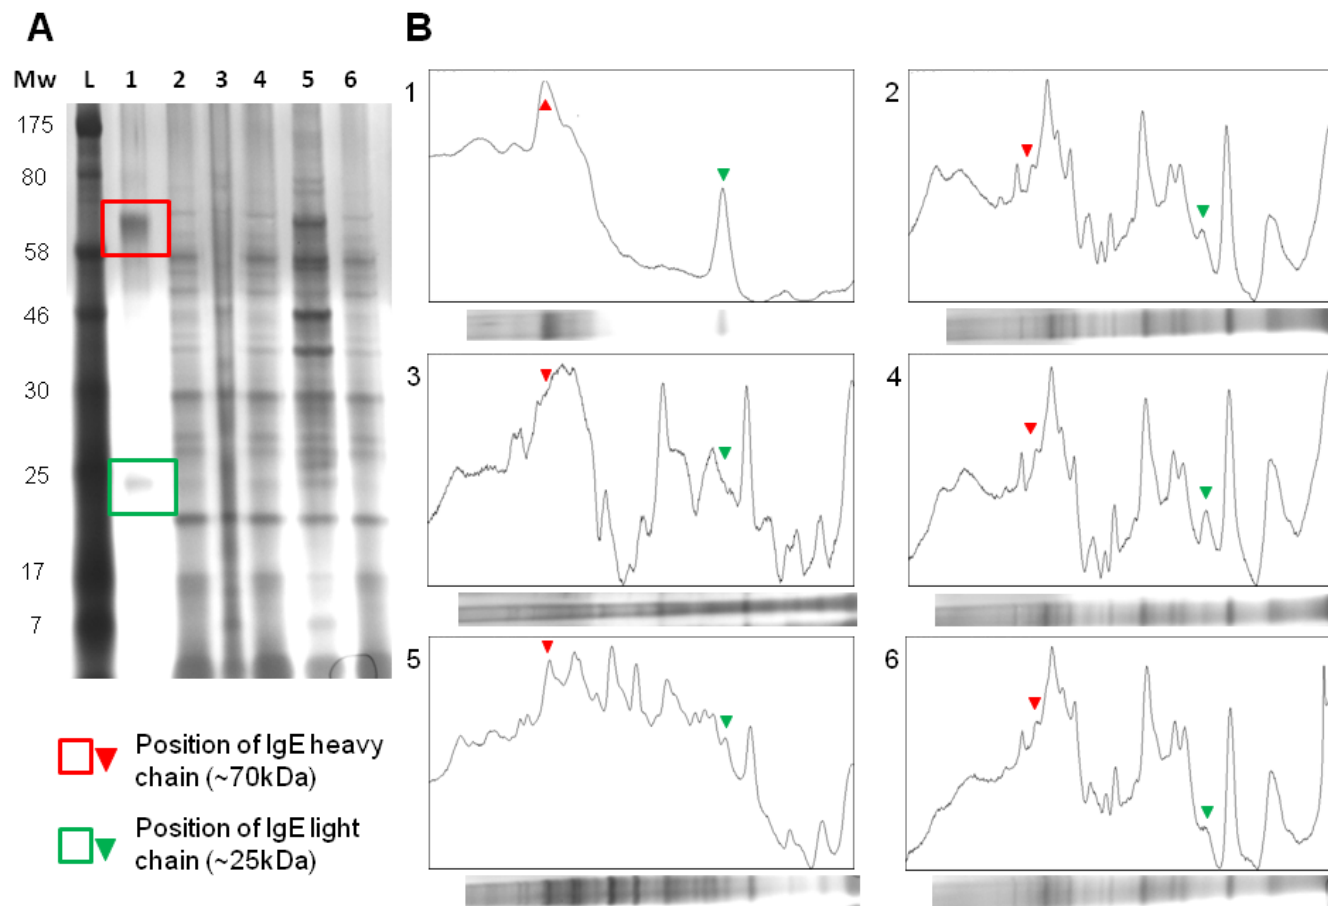 A
B
Mw L 1 2 3 4 5 6
175
80
58
46
30
25
17
7
1
2
3
4
5
6
Position of IgE heavy
chain (~70kDa)
Position of IgE light
chain (~25kDa)